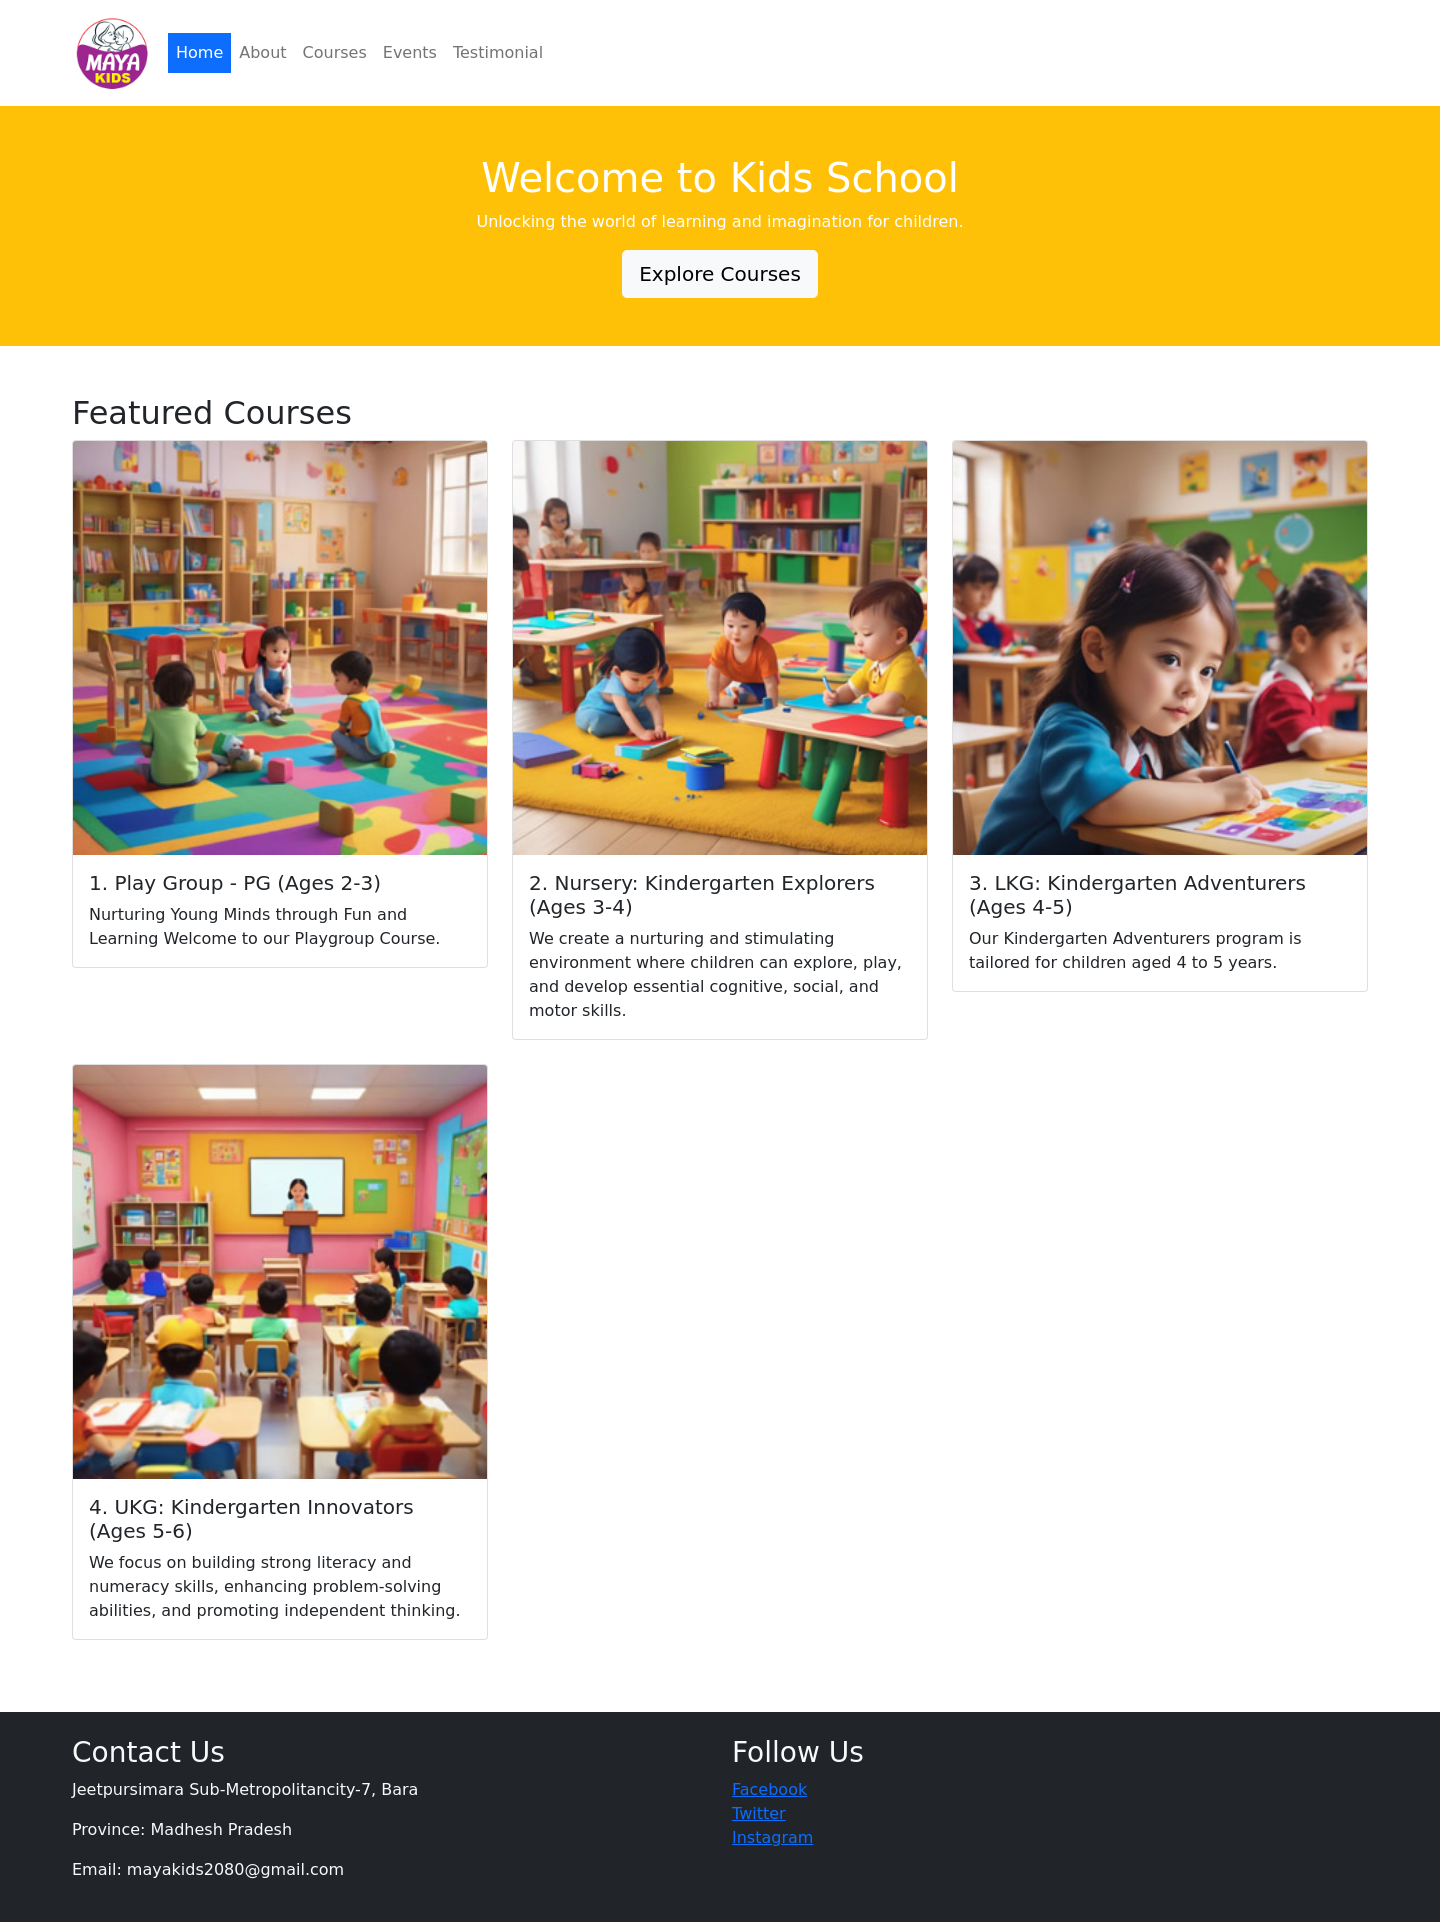 MAYA
KIDS
Home About Courses Events Testimonial
Welcome to Kids School
Unlocking the world of learning and imagination for children.
Explore Courses
Featured Courses
1. Play Group - PG (Ages 2-3)
Nurturing Young Minds through Fun and
Learning Welcome to our Playgroup Course.
2. Nursery: Kindergarten Explorers
(Ages 3-4)
We create a nurturing and stimulating
environment where children can explore, play,
and develop essential cognitive, social, and
motor skills.
3. LKG: Kindergarten Adventurers
(Ages 4-5)
Our Kindergarten Adventurers program is
tailored for children aged 4 to 5 years.
4. UKG: Kindergarten Innovators
(Ages 5-6)
We focus on building strong literacy and
numeracy skills, enhancing problem-solving
abilities, and promoting independent thinking.
Contact Us
Jeetpursimara Sub-Metropolitancity-7, Bara
Province: Madhesh Pradesh
Email: mayakids2080@gmail.com
Follow Us
Facebook
Twitter
Instagram